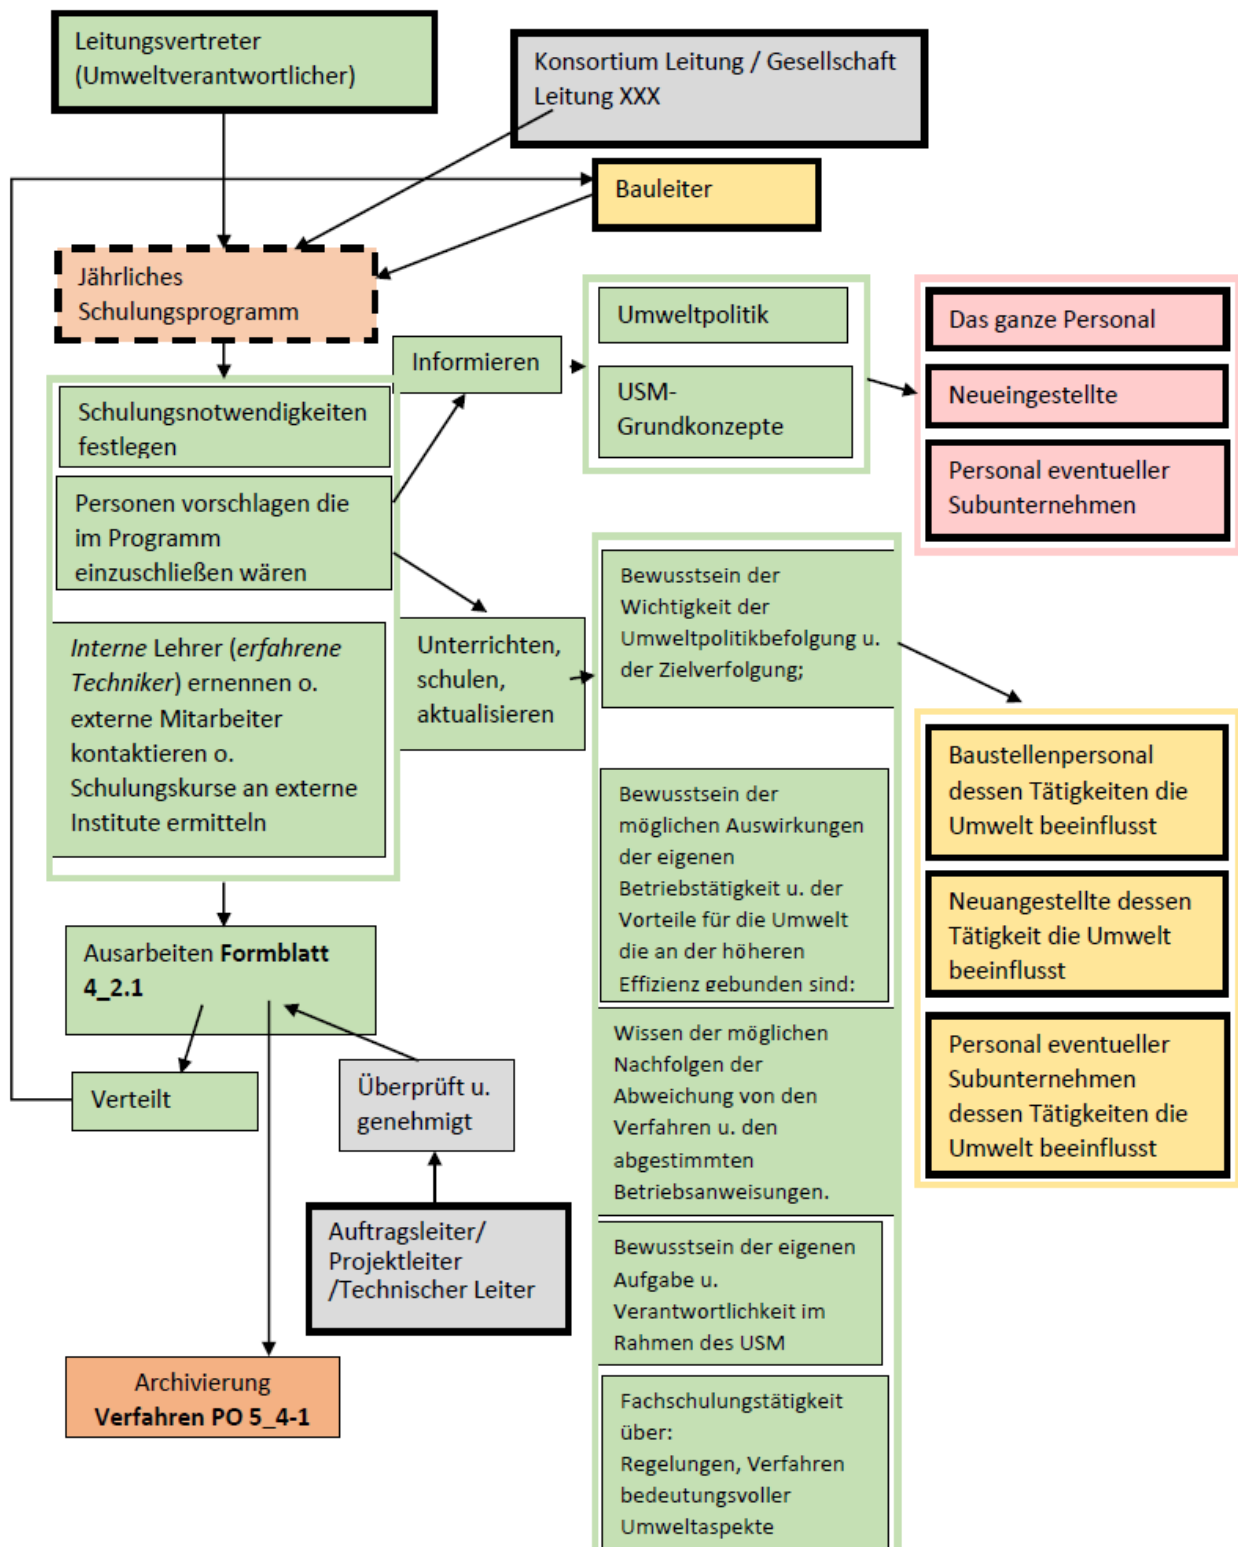 Leitungsvertreter
(Umweltverantwortlicher)
Konsortium Leitung / Gesellschaft
Leitung XXX
Bauleiter
Jährliches
Schulungsprogramm
Informieren
Umweltpolitik
USM-
Grundkonzepte
Das ganze Personal
Neueingestellte
Personal eventueller
Subunternehmen
Schulungsnotwendigkeiten
festlegen
Personen vorschlagen die
im Programm
einzuschließen wären
Interne Lehrer (erfahrene
Techniker) ernennen o.
externe Mitarbeiter
kontaktieren o.
Schulungskurse an externe
Institute ermitteln
Unterrichten,
schulen,
aktualisieren
Bewusstsein der
Wichtigkeit der
Umweltpolitikbefolgung u.
der Zielverfolgung;
Bewusstsein der
möglichen Auswirkungen
der eigenen
Betriebstätigkeit u. der
Vorteile für die Umwelt
die an der höheren
Effizienz gebunden sind:
Wissen der möglichen
Nachfolgen der
Abweichung von den
Verfahren u. den
abgestimmten
Betriebsanweisungen.
Bewusstsein der eigenen
Aufgabe u.
Verantwortlichkeit im
Rahmen des USM
Fachschulungstätigkeit
über:
Regelungen, Verfahren
bedeutungsvoller
Umweltaspekte
Baustellenpersonal
dessen Tätigkeiten die
Umwelt beeinflusst
Neuangestellte dessen
Tätigkeit die Umwelt
beeinflusst
Personal eventueller
Subunternehmen
dessen Tätigkeiten die
Umwelt beeinflusst
Ausarbeiten Formblatt
4_2.1
Verteilt
Überprüft u.
genehmigt
Auftragsleiter/
Projektleiter
/Technischer Leiter
Archivierung
Verfahren PO 5_4-1